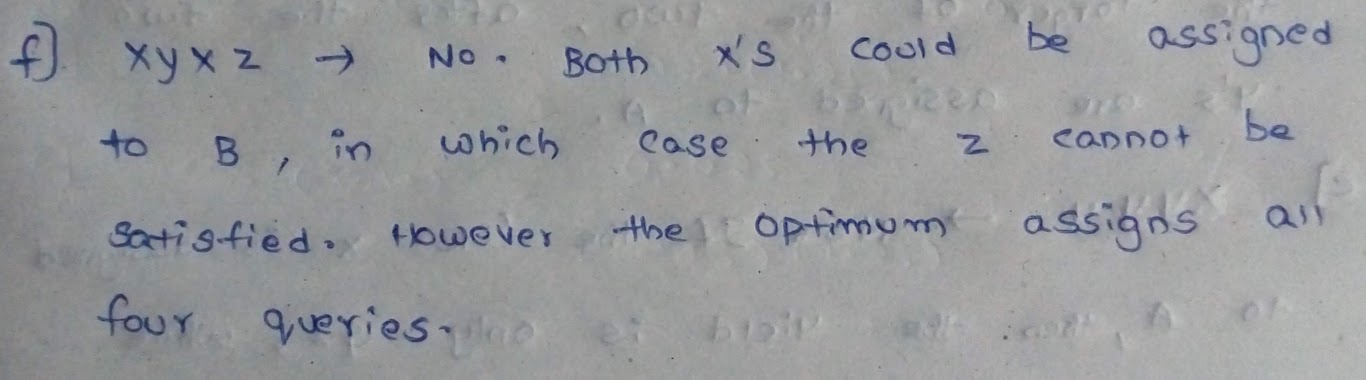 f). xyxz → No. Both x's could be assigned
to B, in which case the z cannot be
satisfied. However the optimum assigns all
four queries.